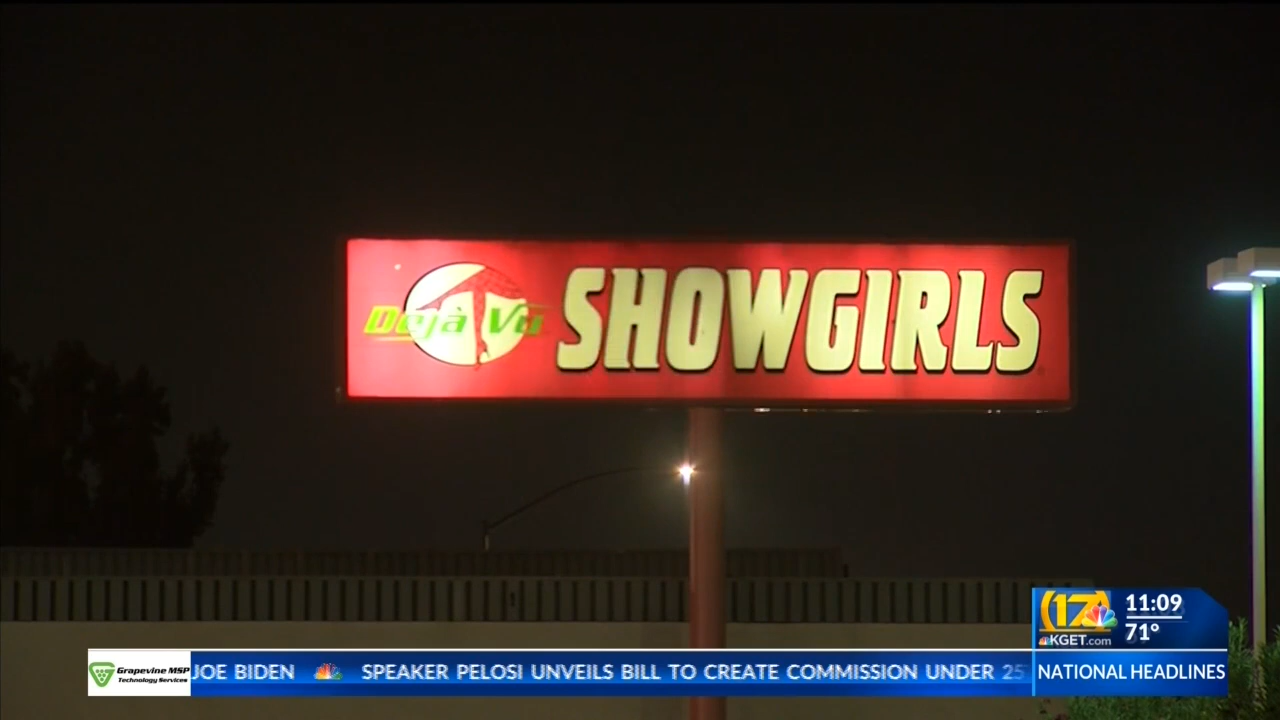 Déjà Vu
SHOWGIRLS
17
KGET.com
11:09
71°
Grapevine MSP
Technology Services
JOE BIDEN
SPEAKER PELOSI UNVEILS BILL TO CREATE COMMISSION UNDER 25
NATIONAL HEADLINES